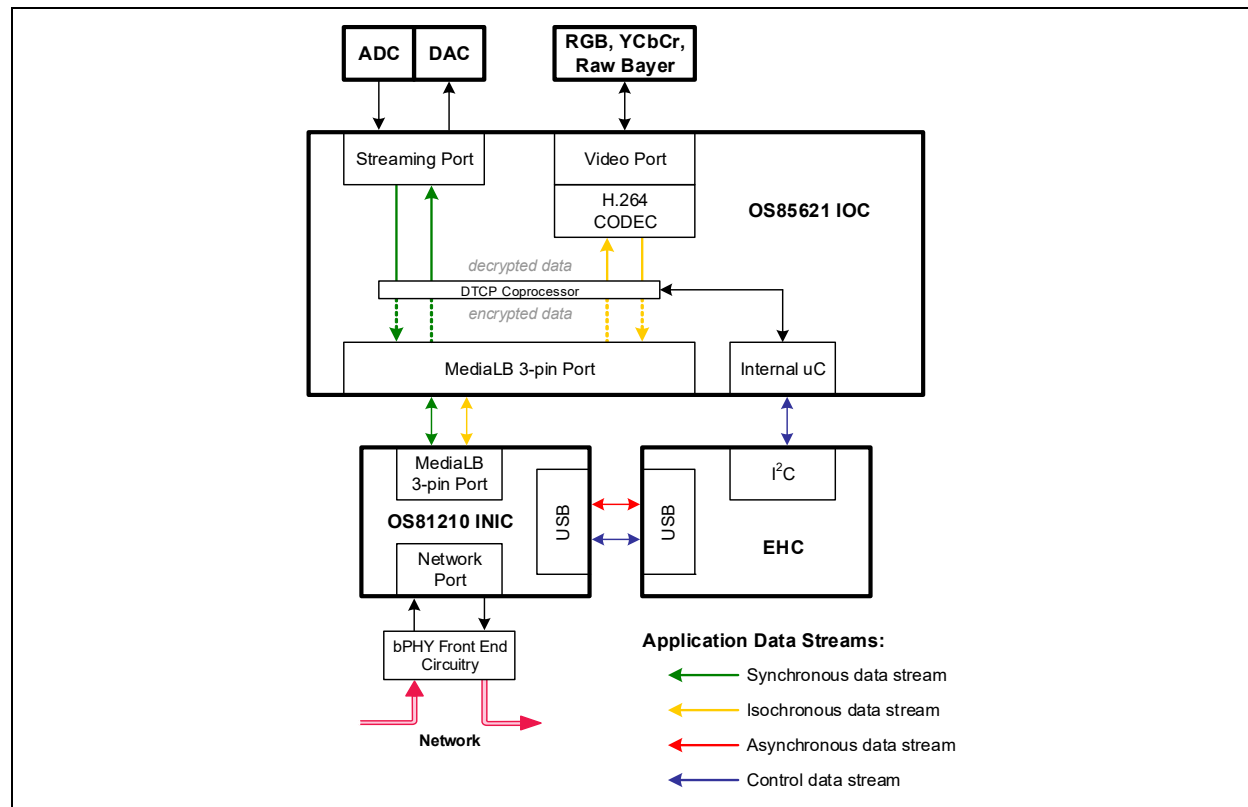 ADC
DAC
RGB, YCbCr,
Raw Bayer
Streaming Port
Video Port
H.264
CODEC
OS85621 IOC
decrypted data
DTCP Coprocessor
encrypted data
MediaLB 3-pin Port
Internal uC
MediaLB
3-pin Port
OS81210 INIC
USB
USB
I²C
EHC
Network
Port
bPHY Front End
Circuitry
Network
Application Data Streams:
Synchronous data stream
Isochronous data stream
Asynchronous data stream
Control data stream